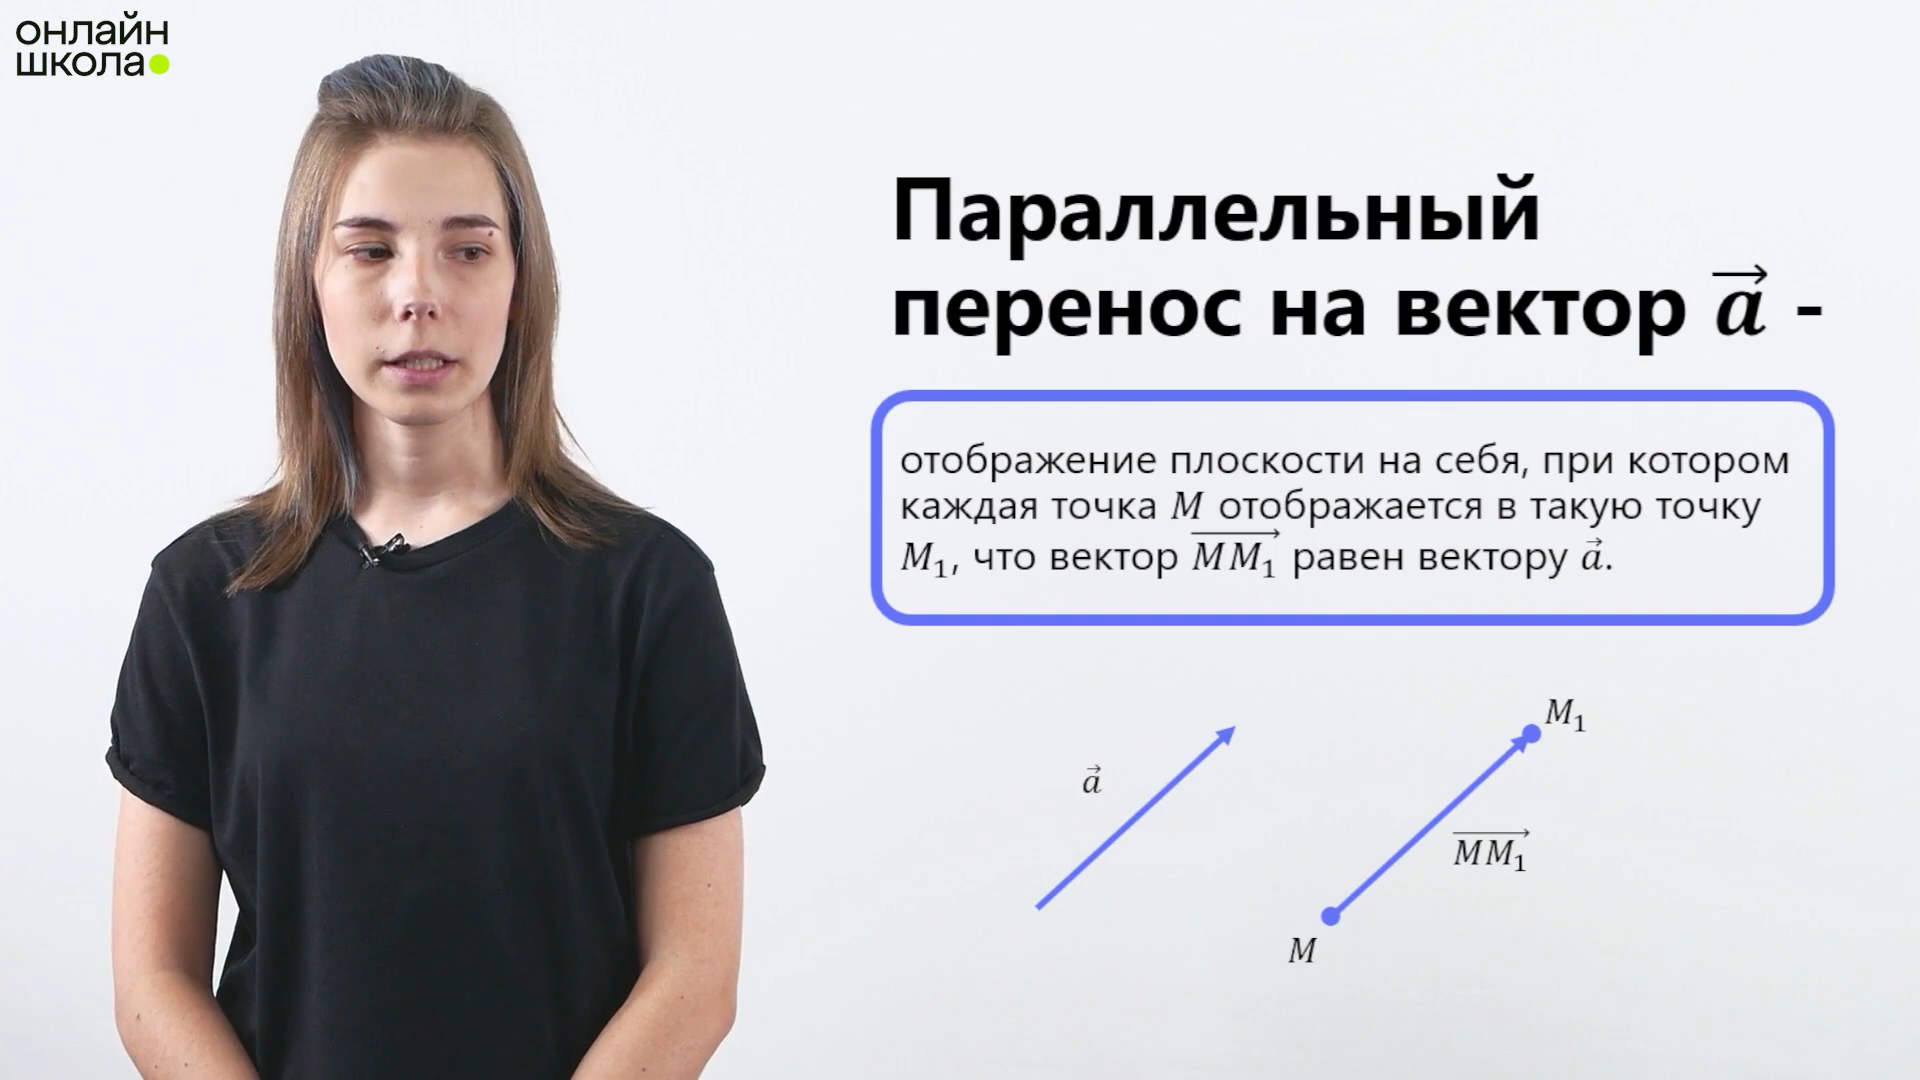 онлайн
школа
Параллельный
перенос на вектор a⃗ -
отображение плоскости на себя, при котором
каждая точка M отображается в такую точку
M₁, что вектор MM₁⃗ равен вектору a⃗.
a⃗
M₁
MM₁⃗
M